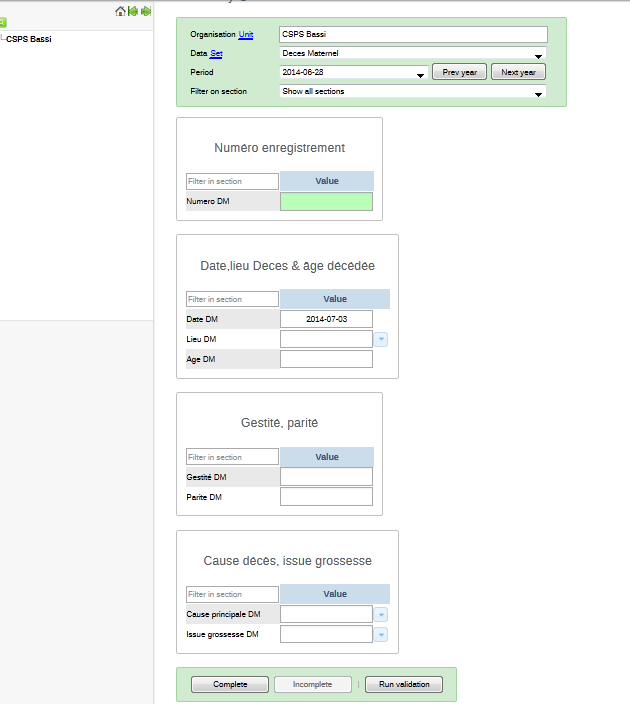 CSPS Bassi
Organisation Unit CSPS Bassi
Data Set Deces Maternel
Period 2014-06-28 Prev year Next year
Filter on section Show all sections
Numéro enregistrement
Filter in section Value
Numero DM
Date,lieu Deces & âge décédée
Filter in section Value
Date DM 2014-07-03
Lieu DM
Age DM
Gestité, parité
Filter in section Value
Gestité DM
Parite DM
Cause décès, issue grossesse
Filter in section Value
Cause principale DM
Issue grossesse DM
Complete Incomplete | Run validation